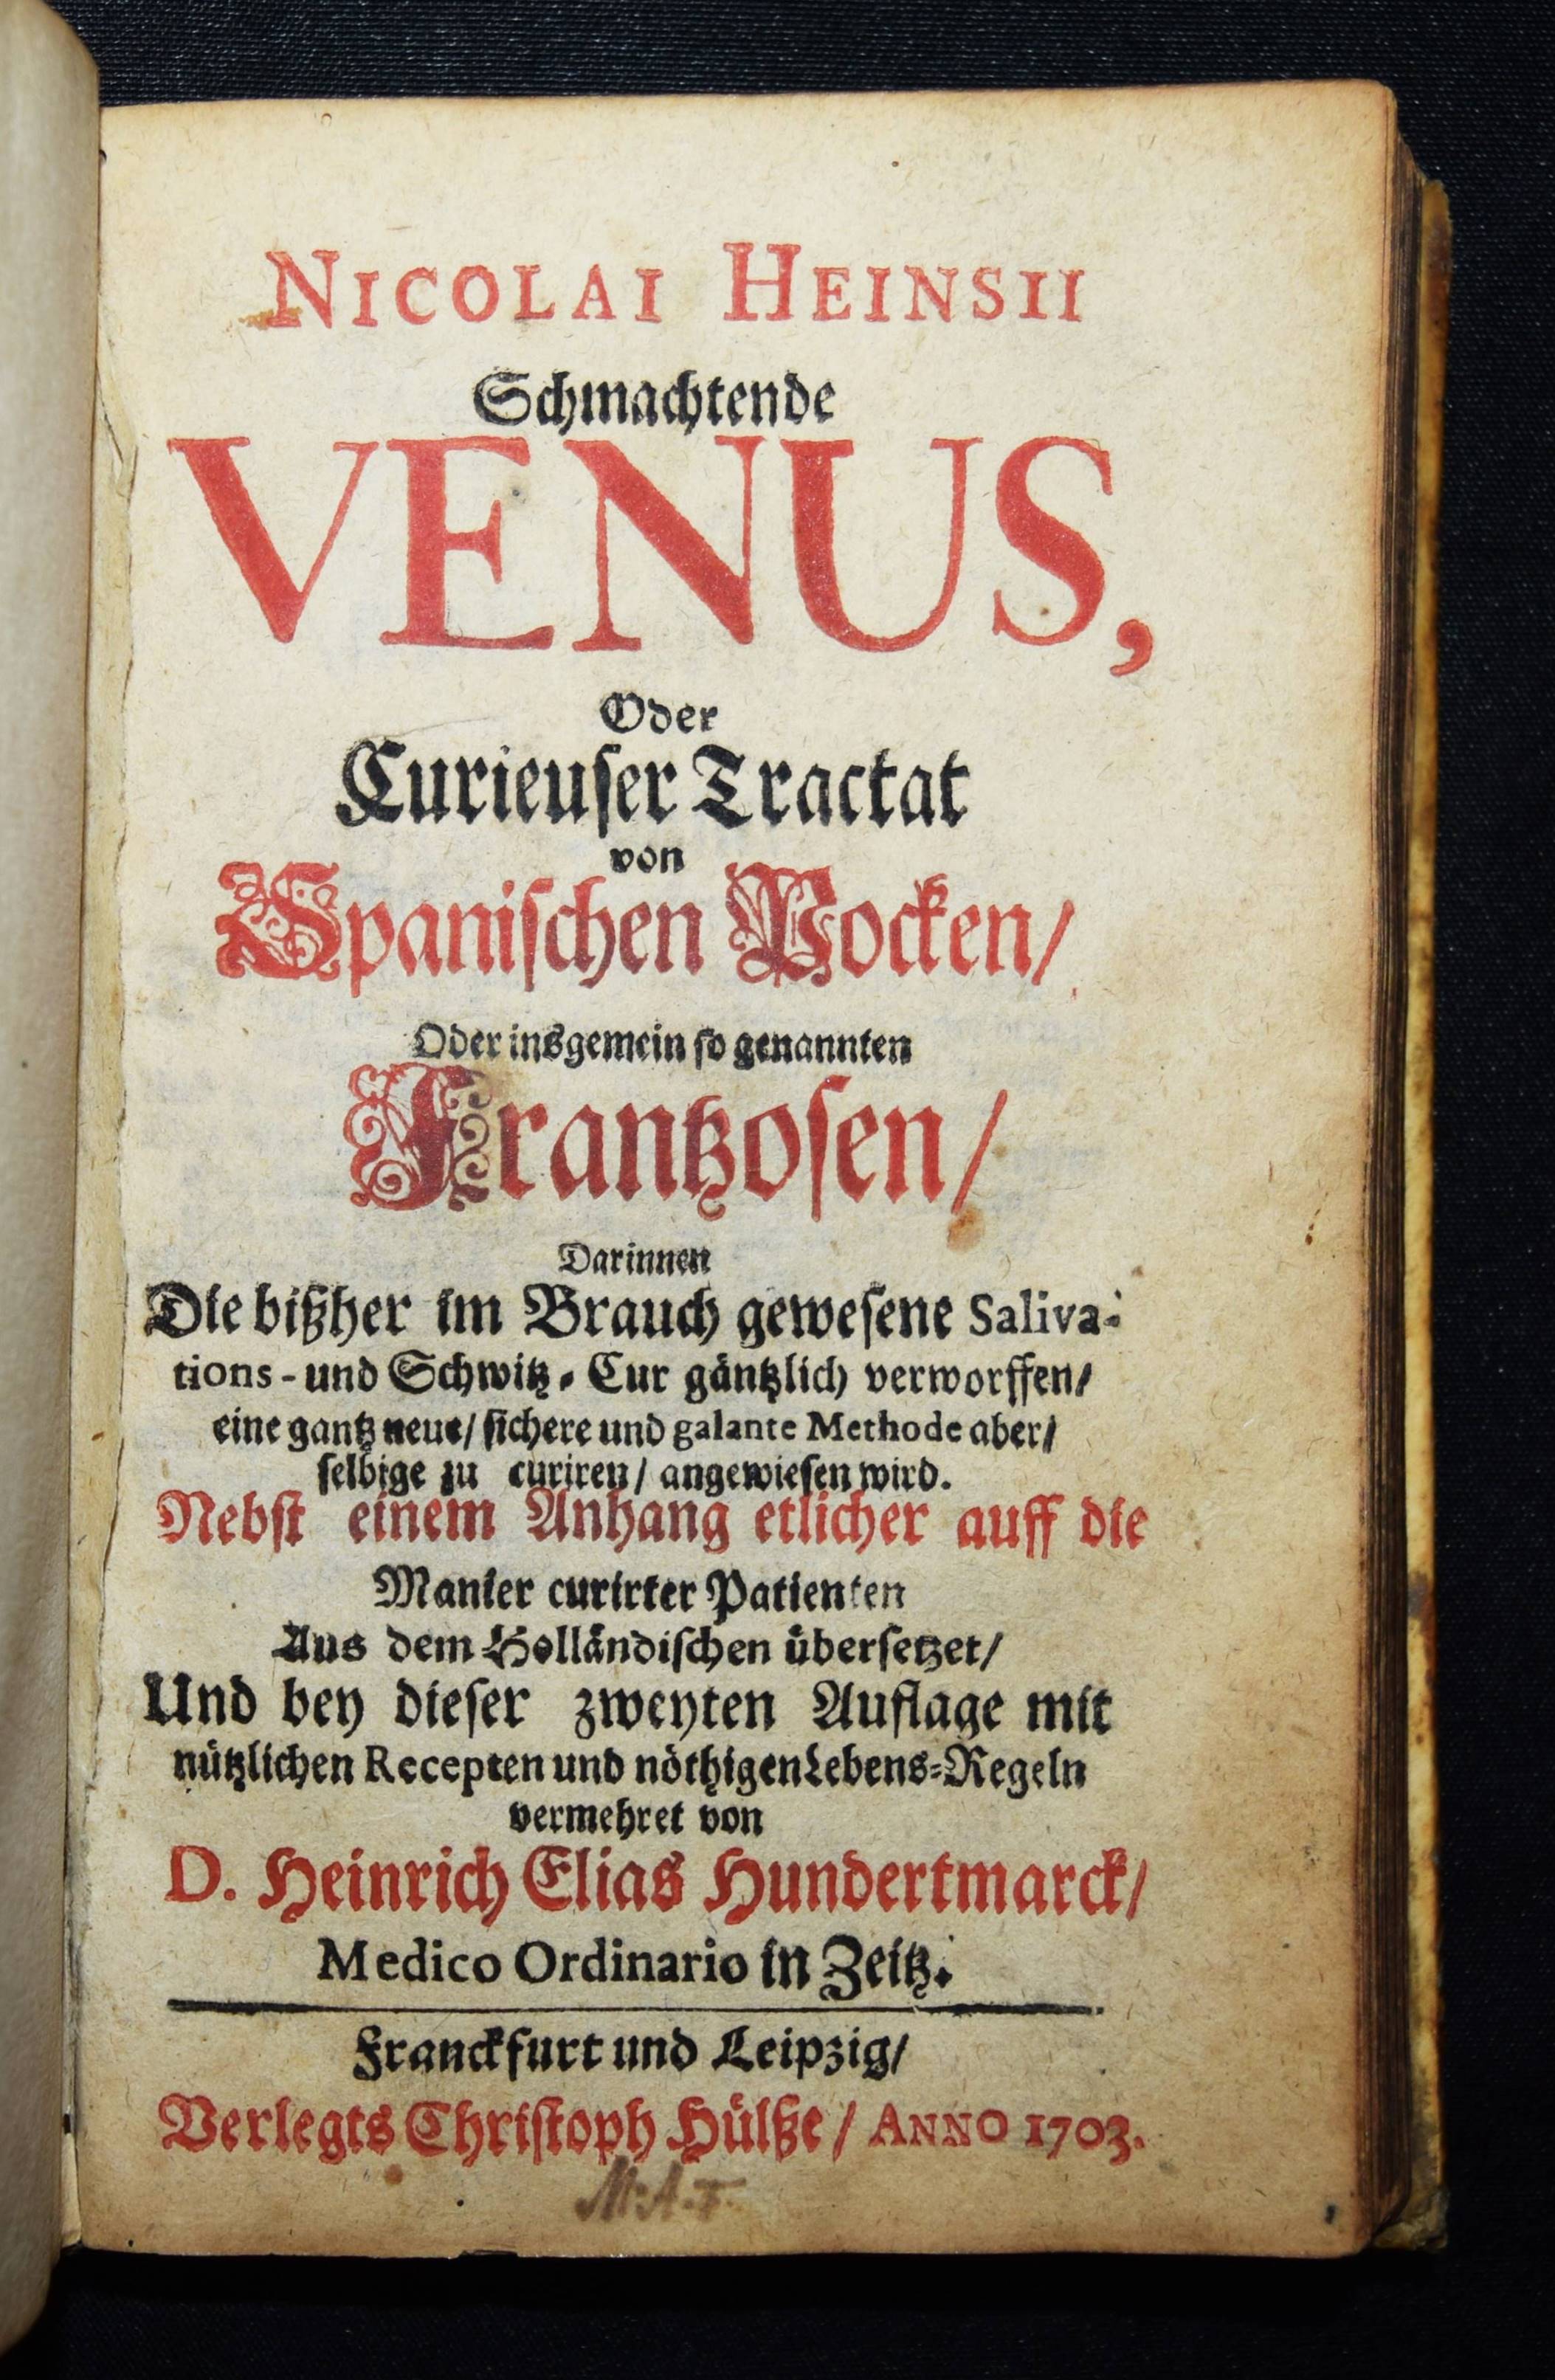 NICOLAI HEINSII
Schmachtende
VENUS,
Oder
Curieuser Tractat
von
Spanischen Pocken/
Oder insgemein so genannten
Frantzosen/
Darinnen
Die bißher im Brauch gewesene Saliva-
tions-und Schwitz-Cur gäntzlich verworffen/
eine gantz neue/ sichere und galante Methode aber/
selbige zu curiren/ angewiesen wird.
Nebst einem Anhang etlicher auff die
Manier curirter Patienten
Aus dem Holländischen übersetzet/
Und bey dieser zweyten Auflage mit
nützlichen Recepten und nöthigen Lebens-Regeln
vermehret von
D. Heinrich Elias Hundertmarck/
Medico Ordinario in Zeitz.
Franckfurt und Leipzig/
Verlegts Christoph Hülße/ ANNO 1703.
M.A.F.